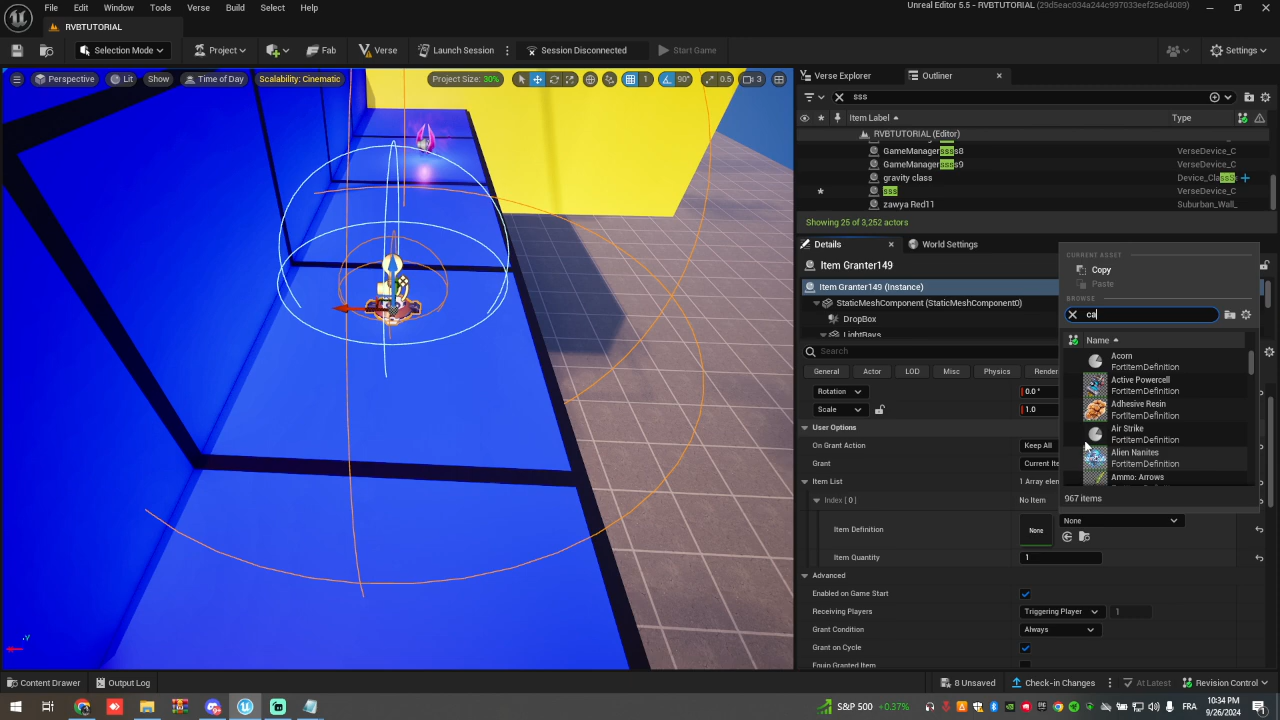 File Edit Window Tools Verse Build Select Help
Unreal Editor 5.5 - RVBTUTORIAL (29d5eac034a244c997033eef25ed4089)
RVBTUTORIAL
Selection Mode Project Fab Verse Launch Session Session Disconnected Start Game Settings
Perspective Lit Show Time of Day Scalability: Cinematic Project Size: 30% 1 90° 0.5 3
Verse Explorer Outliner
sss
Item Label Type
RVBTUTORIAL (Editor)
GameManagersss8 VerseDevice_C
GameManagersss9 VerseDevice_C
gravity class Device_Class
sss VerseDevice_C
zawya Red11 Suburban_Wall_
Showing 25 of 3,252 actors
Details World Settings
Item Granter149
Item Granter149 (Instance)
StaticMeshComponent (StaticMeshComponent0)
DropBox
LightRays
Search
General Actor LOD Misc Physics Render
Rotation 0.0 °
Scale 1.0
User Options
On Grant Action Keep All
Grant Current Ite
Item List 1 Array elem
Index [ 0 ] No Item
Item Definition None None
Item Quantity 1
Advanced
Enabled on Game Start
Receiving Players Triggering Player 1
Grant Condition Always
Grant on Cycle
Equip Granted Item
CURRENT ASSET
Copy
Paste
BROWSE
ca
Name
Acorn
FortItemDefinition
Active Powercell
FortItemDefinition
Adhesive Resin
FortItemDefinition
Air Strike
FortItemDefinition
Alien Nanites
FortItemDefinition
Ammo: Arrows
967 items
Content Drawer Output Log 8 Unsaved Check-in Changes At Latest Revision Control
S&P 500 +0.37% FR 10:34 PM
9/26/2024